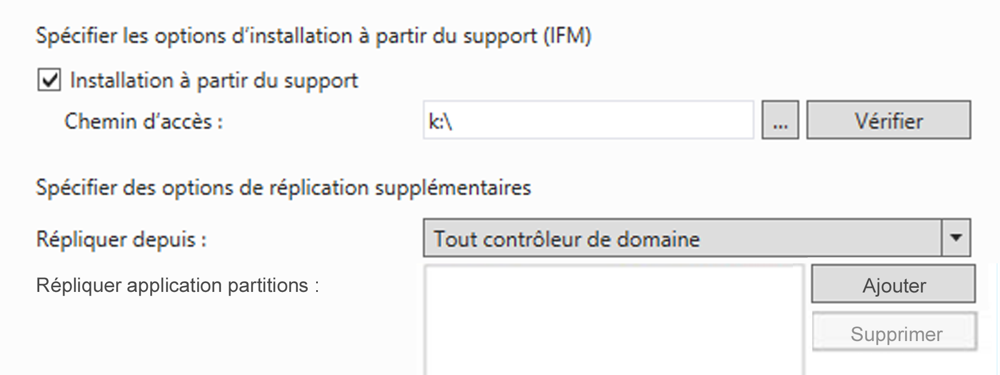 Spécifier les options d’installation à partir du support (IFM)
Installation à partir du support
Chemin d’accès : k:\ ... Vérifier
Spécifier des options de réplication supplémentaires
Répliquer depuis : Tout contrôleur de domaine
Répliquer application partitions : Ajouter
Supprimer